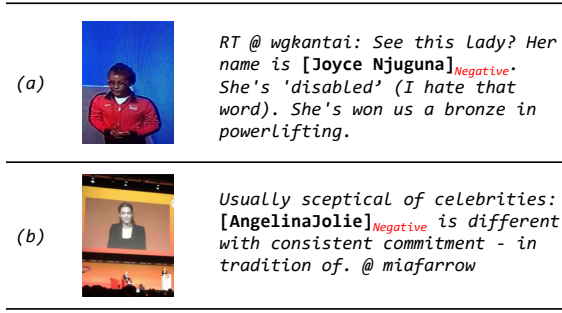 (a)
RT @ wgkantai: See this lady? Her
name is [Joyce Njuguna]Negative.
She's 'disabled’ (I hate that
word). She's won us a bronze in
powerlifting.
(b)
Usually sceptical of celebrities:
[AngelinaJolie]Negative is different
with consistent commitment - in
tradition of. @ miafarrow